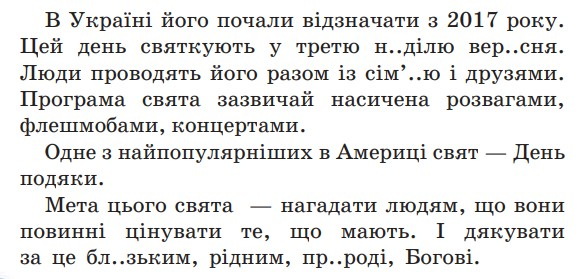 В Україні його почали відзначати з 2017 року.
Цей день святкують у третю н..ділю вер..сня.
Люди проводять його разом із сім’..ю і друзями.
Програма свята зазвичай насичена розвагами,
флешмобами, концертами.
Одне з найпопулярніших в Америці свят — День
подяки.
Мета цього свята — нагадати людям, що вони
повинні цінувати те, що мають. І дякувати
за це бл..зьким, рідним, пр..роді, Богові.